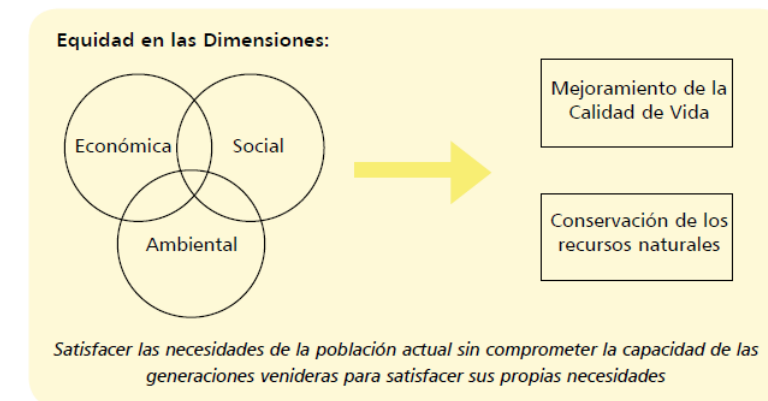 Equidad en las Dimensiones:
Económica
Social
Ambiental
Mejoramiento de la
Calidad de Vida
Conservación de los
recursos naturales
Satisfacer las necesidades de la población actual sin comprometer la capacidad de las
generaciones venideras para satisfacer sus propias necesidades